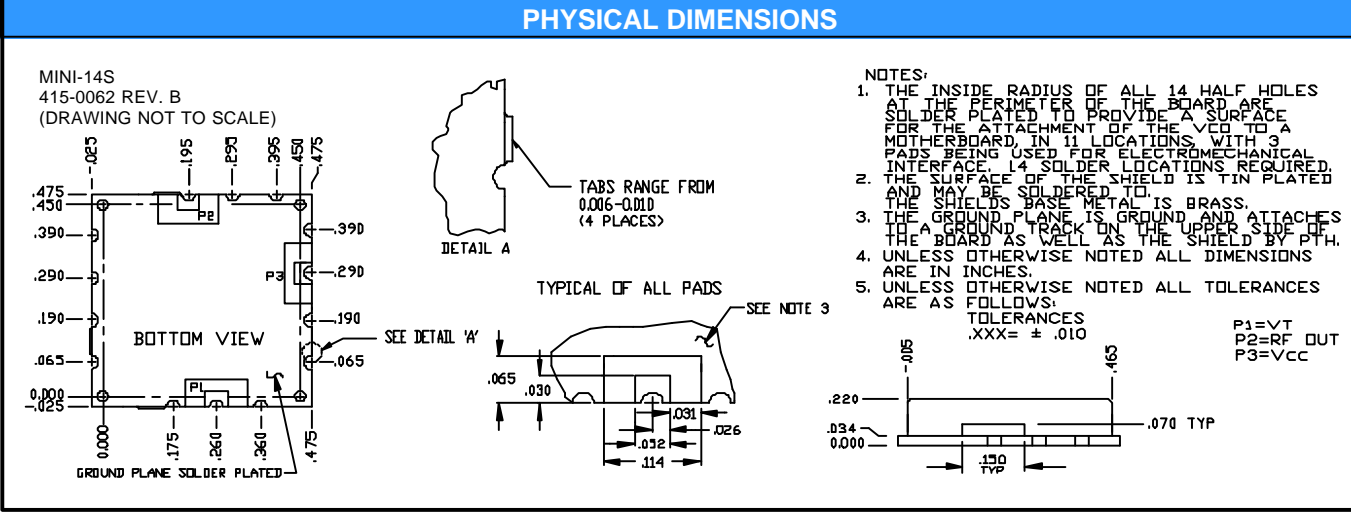 PHYSICAL DIMENSIONS
MINI-14S
415-0062 REV. B
(DRAWING NOT TO SCALE)
-.025
.195
.290
.395
.450
.475
.475
.450
.390
.290
.190
.065
0.000
-.025
P2
P3
P1
.390
.290
.190
.065
BOTTOM VIEW
SEE DETAIL 'A'
0.000
.175
.260
.360
.475
GROUND PLANE SOLDER PLATED
TABS RANGE FROM
0.006-0.010
(4 PLACES)
DETAIL A
TYPICAL OF ALL PADS
SEE NOTE 3
.065
.030
.031
.026
.052
.114
NOTES:
1. THE INSIDE RADIUS OF ALL 14 HALF HOLES
AT THE PERIMETER OF THE BOARD ARE
SOLDER PLATED TO PROVIDE A SURFACE
FOR THE ATTACHMENT OF THE VCO TO A
MOTHERBOARD, IN 11 LOCATIONS, WITH 3
PADS BEING USED FOR ELECTROMECHANICAL
INTERFACE. 14 SOLDER LOCATIONS REQUIRED.
2. THE SURFACE OF THE SHIELD IS TIN PLATED
AND MAY BE SOLDERED TO.
THE SHIELDS BASE METAL IS BRASS.
3. THE GROUND PLANE IS GROUND AND ATTACHES
TO A GROUND TRACK ON THE UPPER SIDE OF
THE BOARD AS WELL AS THE SHIELD BY PTH.
4. UNLESS OTHERWISE NOTED ALL DIMENSIONS
ARE IN INCHES.
5. UNLESS OTHERWISE NOTED ALL TOLERANCES
ARE AS FOLLOWS:
TOLERANCES
.XXX= ± .010
P1=VT
P2=RF OUT
P3=Vcc
-.005
.465
.220
.034
0.000
.070 TYP
.150
TYP